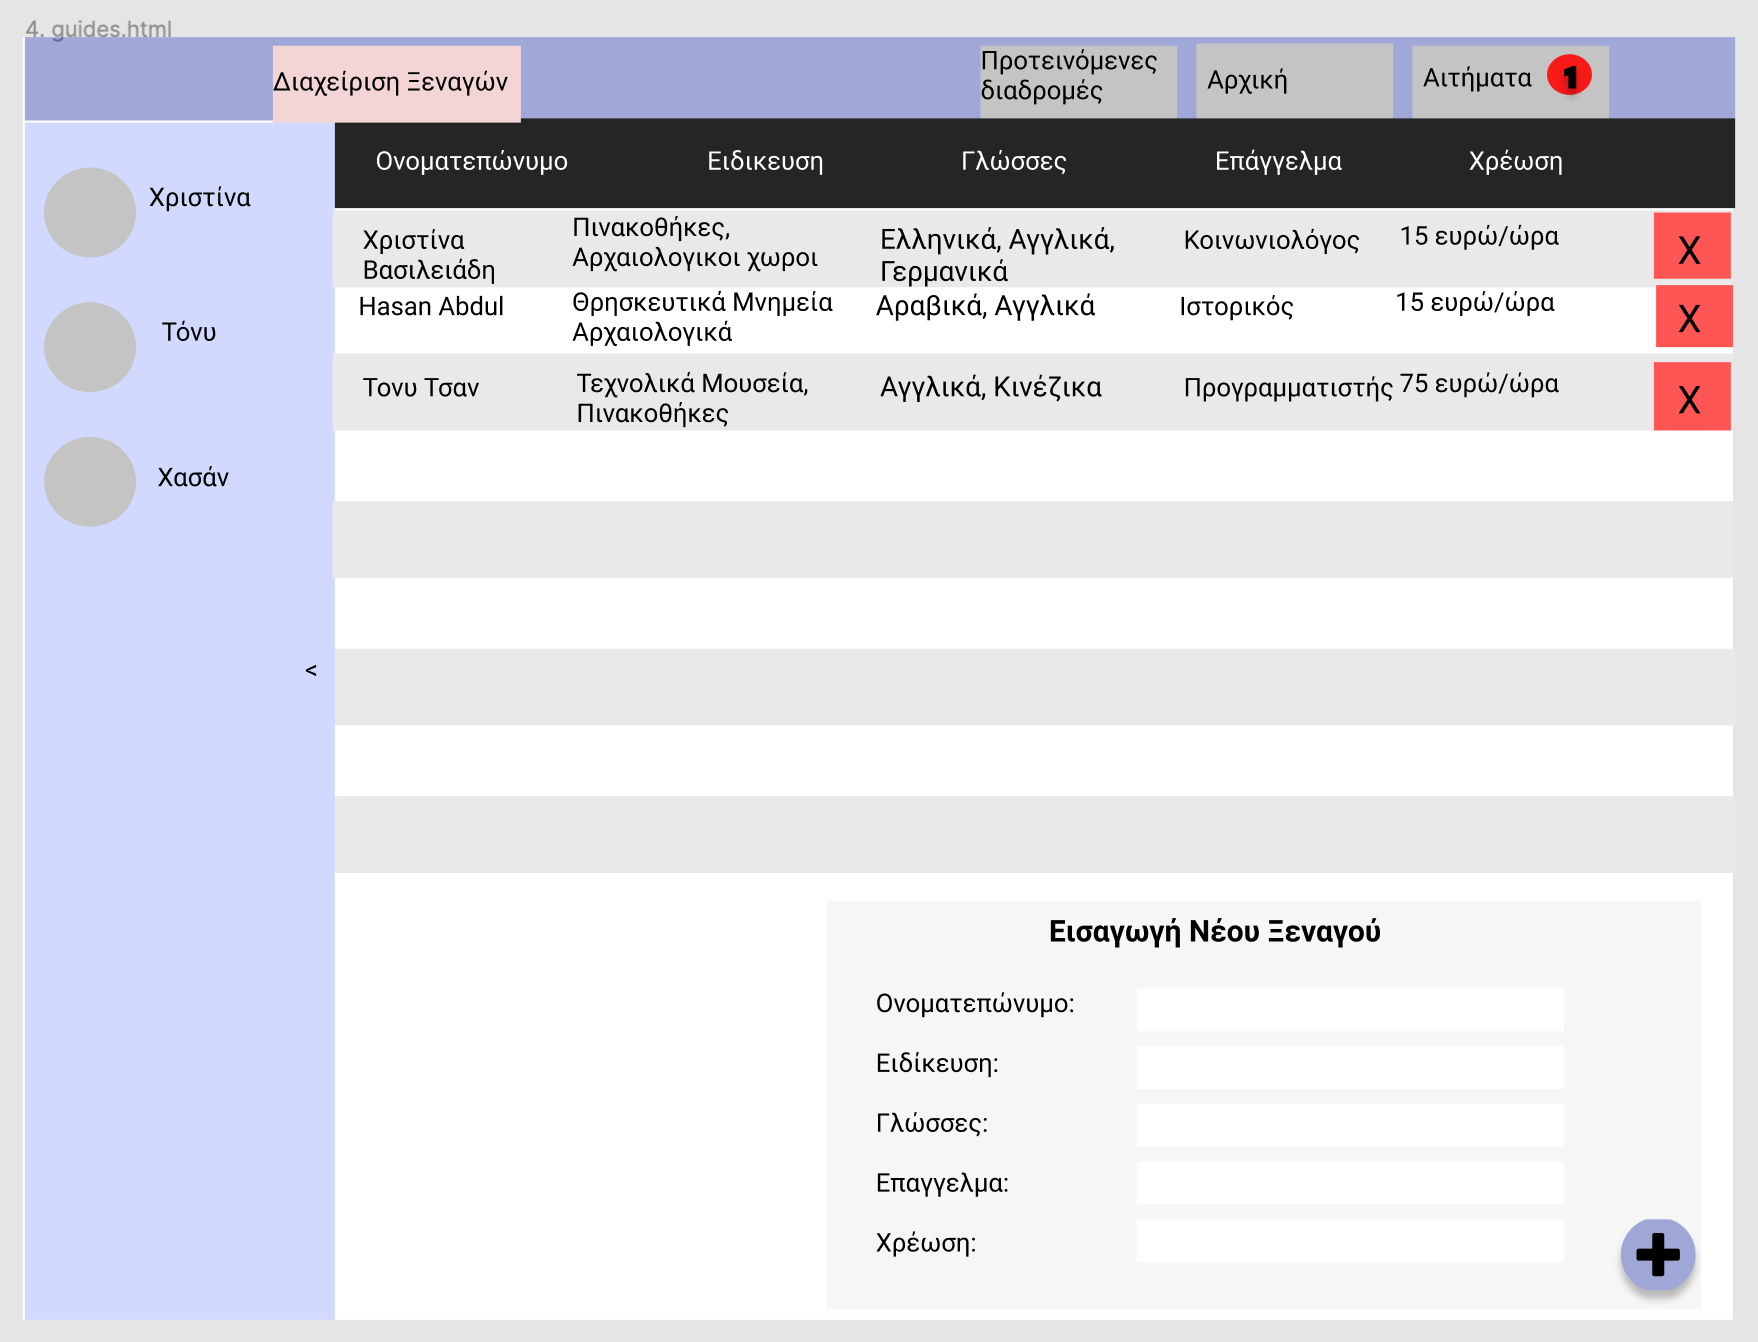 4. guides.html
Διαχείριση Ξεναγών
Προτεινόμενες
διαδρομές
Αρχική
Αιτήματα 1
Χριστίνα
Τόνυ
Χασάν
<
Ονοματεπώνυμο Ειδικευση Γλώσσες Επάγγελμα Χρέωση
Χριστίνα
Βασιλειάδη
Πινακοθήκες,
Αρχαιολογικοι χωροι
Ελληνικά, Αγγλικά,
Γερμανικά
Κοινωνιολόγος
15 ευρώ/ώρα
X
Hasan Abdul
Θρησκευτικά Μνημεία
Αρχαιολογικά
Αραβικά, Αγγλικά
Ιστορικός
15 ευρώ/ώρα
X
Τονυ Τσαν
Τεχνολικά Μουσεία,
Πινακοθήκες
Αγγλικά, Κινέζικα
Προγραμματιστής
75 ευρώ/ώρα
X
Εισαγωγή Νέου Ξεναγού
Ονοματεπώνυμο:
Ειδίκευση:
Γλώσσες:
Επαγγελμα:
Χρέωση: